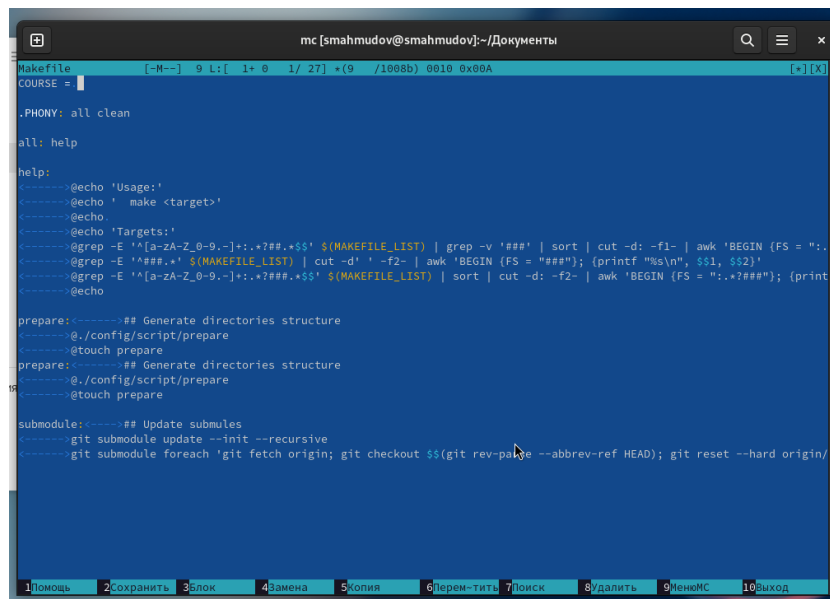 mc [smahmudov@smahmudov]:~/Документы
Makefile [-M--] 9 L:[ 1+ 0 1/ 27] *(9 /1008b) 0010 0x00A [*][X]
COURSE =
.PHONY: all clean
all: help
help:
<------>@echo 'Usage:'
<------>@echo '  make <target>'
<------>@echo.
<------>@echo 'Targets:'
<------>@grep -E '^[a-zA-Z_0-9.-]+:.*?##.*$$' $(MAKEFILE_LIST) | grep -v '###' | sort | cut -d: -f1- | awk 'BEGIN {FS = ":.
<------>@grep -E '^###.*' $(MAKEFILE_LIST) | cut -d' ' -f2- | awk 'BEGIN {FS = "###"}; {printf "%s\n", $$1, $$2}'
<------>@grep -E '^[a-zA-Z_0-9.-]+:.*?###.*$$' $(MAKEFILE_LIST) | sort | cut -d: -f2- | awk 'BEGIN {FS = ":.*?###"}; {print
<------>@echo
prepare:<------>## Generate directories structure
<------>@./config/script/prepare
<------>@touch prepare
prepare:<------>## Generate directories structure
<------>@./config/script/prepare
<------>@touch prepare
submodule:<---->## Update submules
<------>git submodule update --init --recursive
<------>git submodule foreach 'git fetch origin; git checkout $$(git rev-parse --abbrev-ref HEAD); git reset --hard origin/
1Помощь 2Сохранить 3Блок 4Замена 5Копия 6Перем~тить 7Поиск 8Удалить 9МенюМС 10Выход